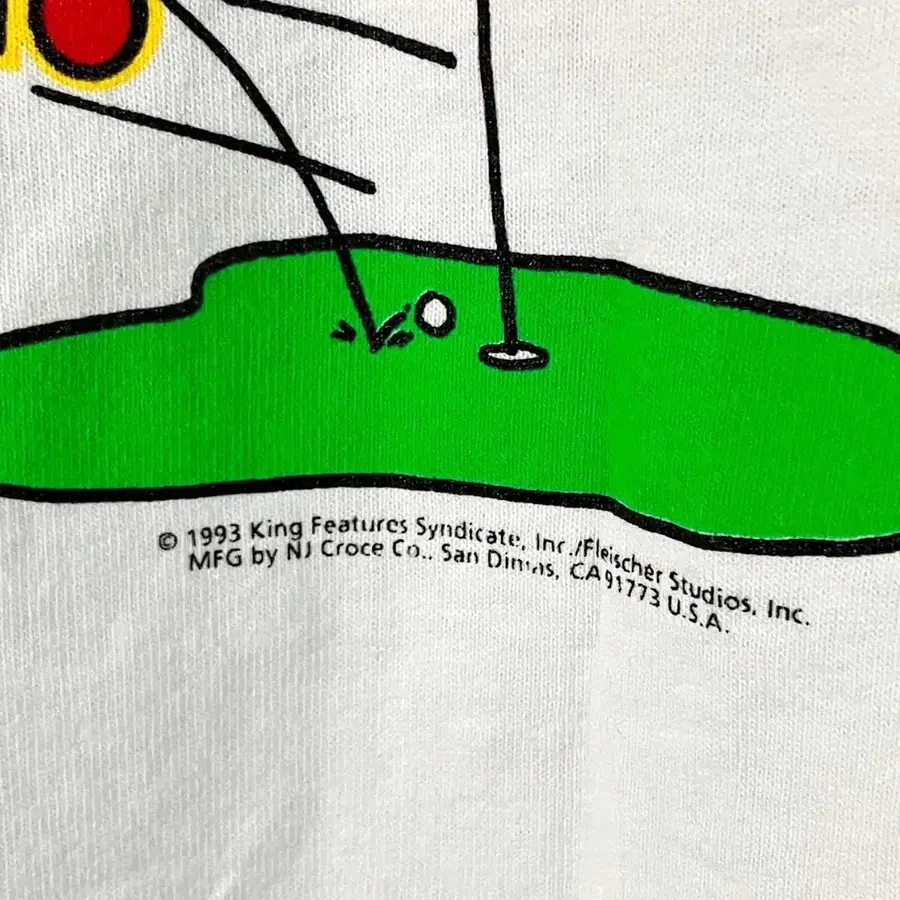 © 1993 King Features Syndicate, Inc./Fleischer Studios, Inc.
MFG by NJ Croce Co., San Dimas, CA 91773 U.S.A.